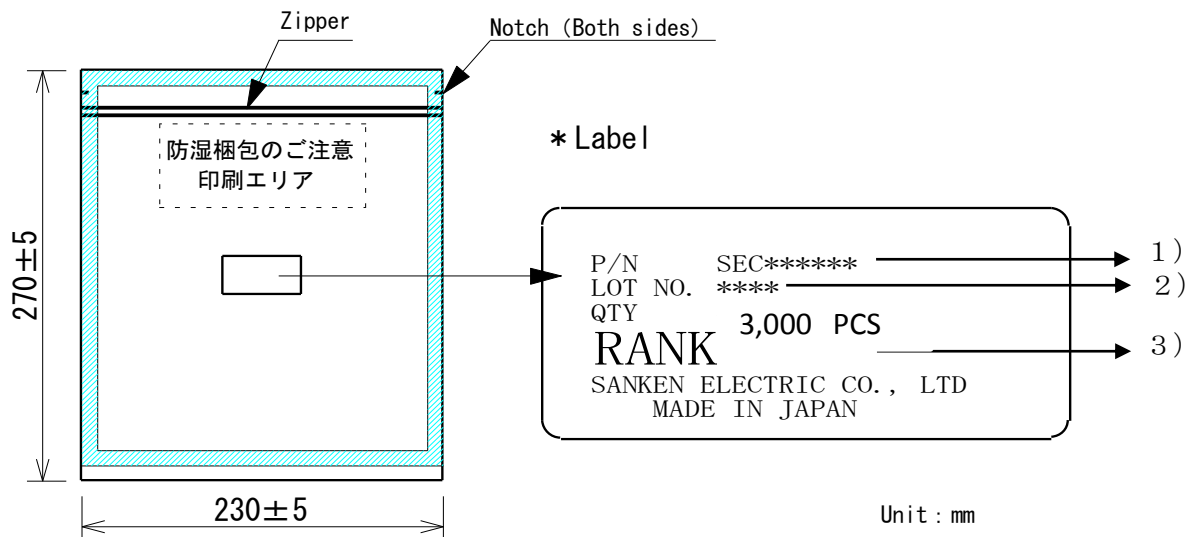 Zipper
Notch (Both sides)
防湿梱包のご注意
印刷エリア
270±5
230±5
* Label
P/N SEC****** 1)
LOT NO. **** 2)
QTY 3,000 PCS
RANK 3)
SANKEN ELECTRIC CO., LTD
MADE IN JAPAN
Unit : mm